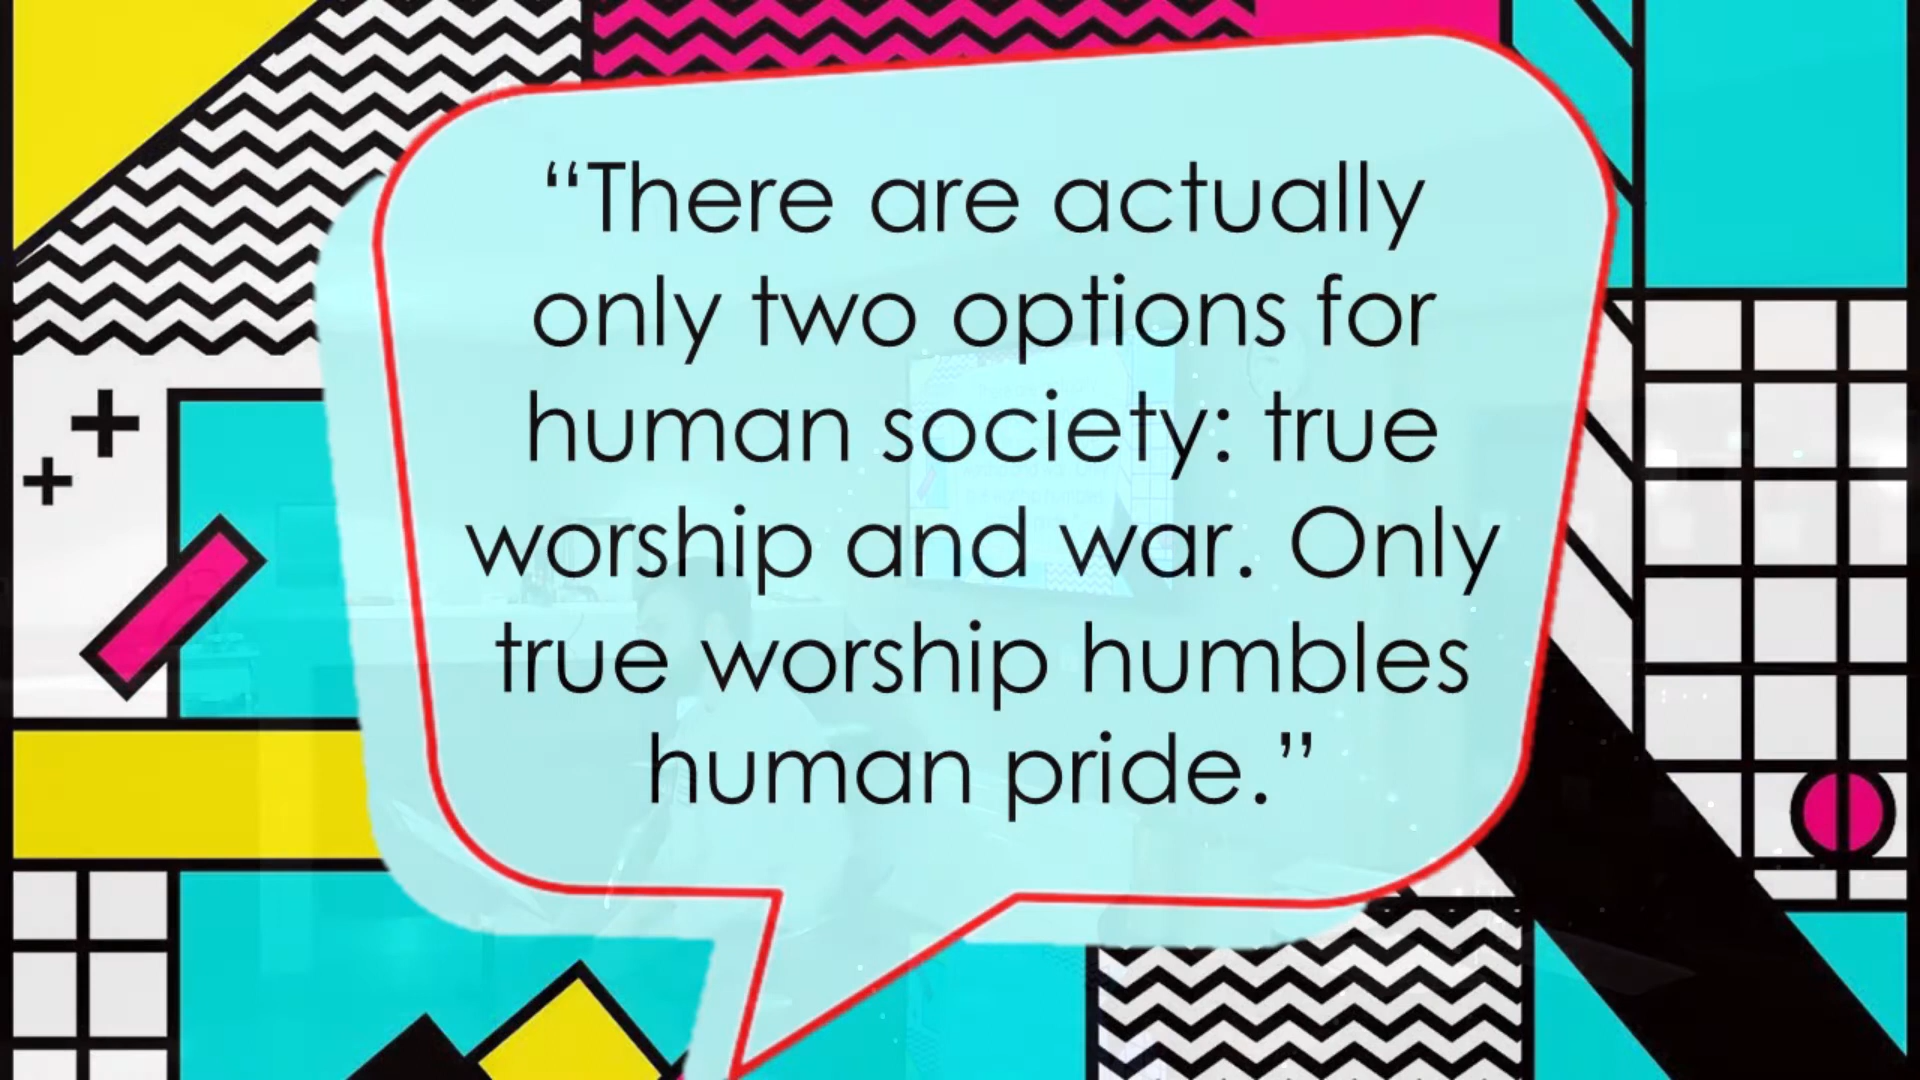 “There are actually
only two options for
human society: true
worship and war. Only
true worship humbles
human pride.”